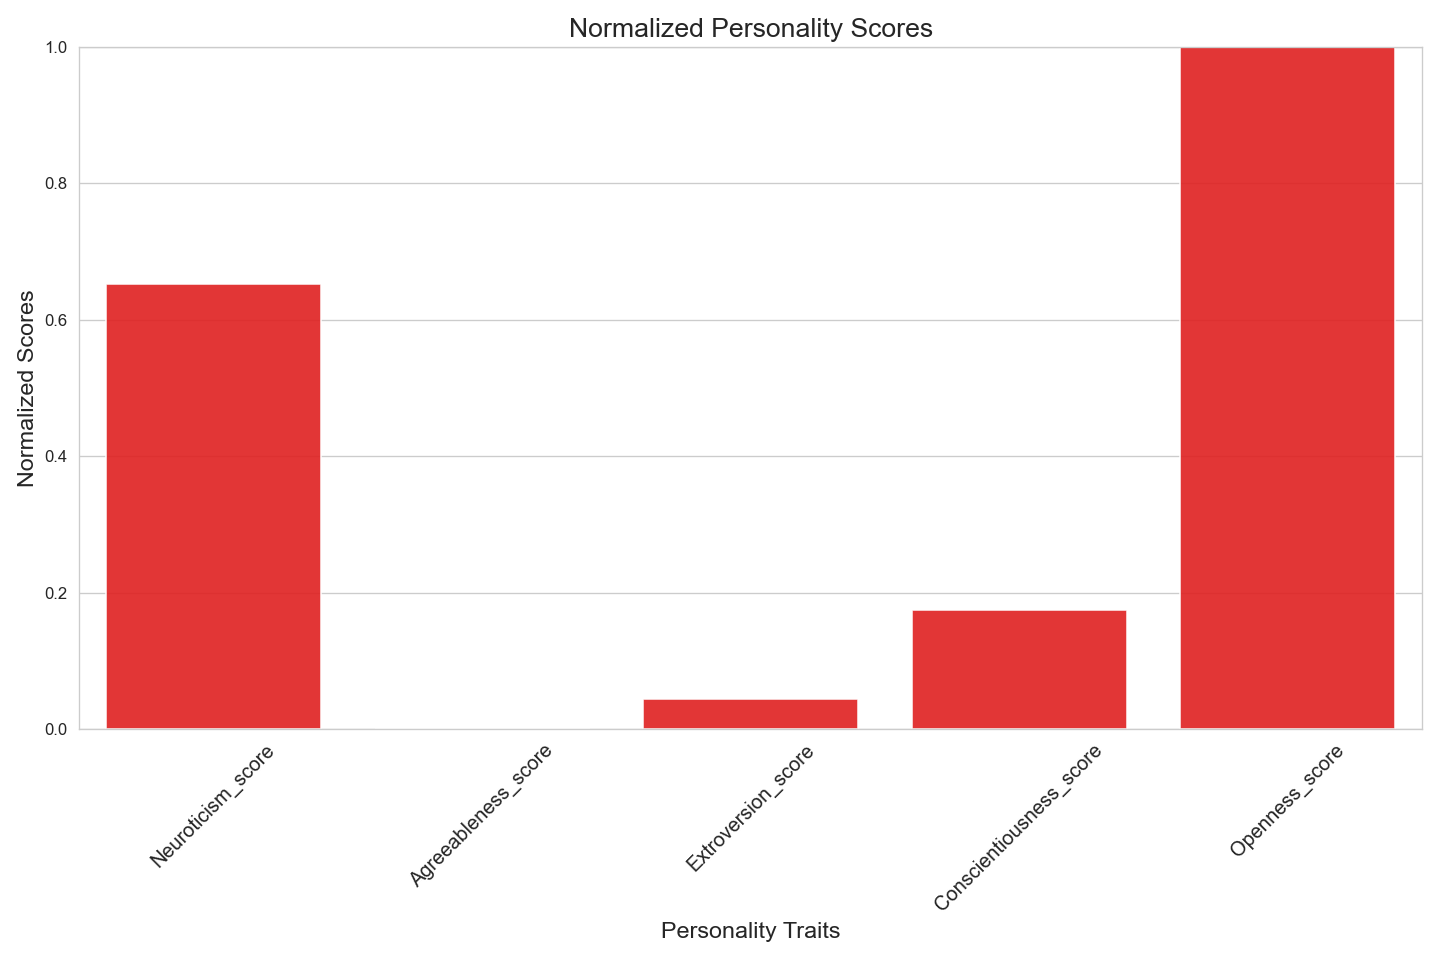 Normalized Personality Scores
Normalized Scores
1.0
0.8
0.6
0.4
0.2
0.0
Neuroticism_score
Agreeableness_score
Extroversion_score
Conscientiousness_score
Openness_score
Personality Traits